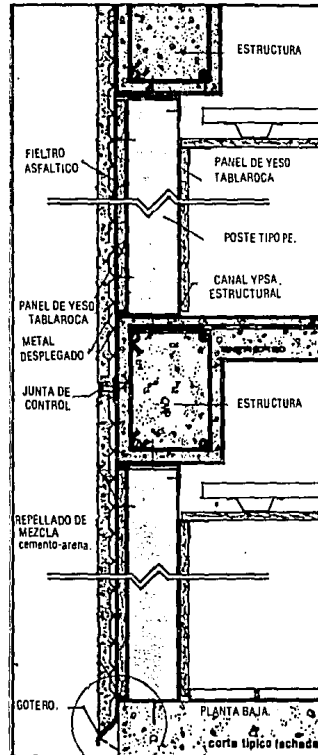 ESTRUCTURA
FIELTRO
ASFALTICO
PANEL DE YESO
TABLAROCA
POSTE TIPO PE.
CANAL YPSA,
ESTRUCTURAL
PANEL DE YESO
TABLAROCA
METAL
DESPLEGADO
JUNTA DE
CONTROL
ESTRUCTURA
REPELLADO DE
MEZCLA
cemento-arena.
GOTERO.
PLANTA BAJA.
corte típico fachada